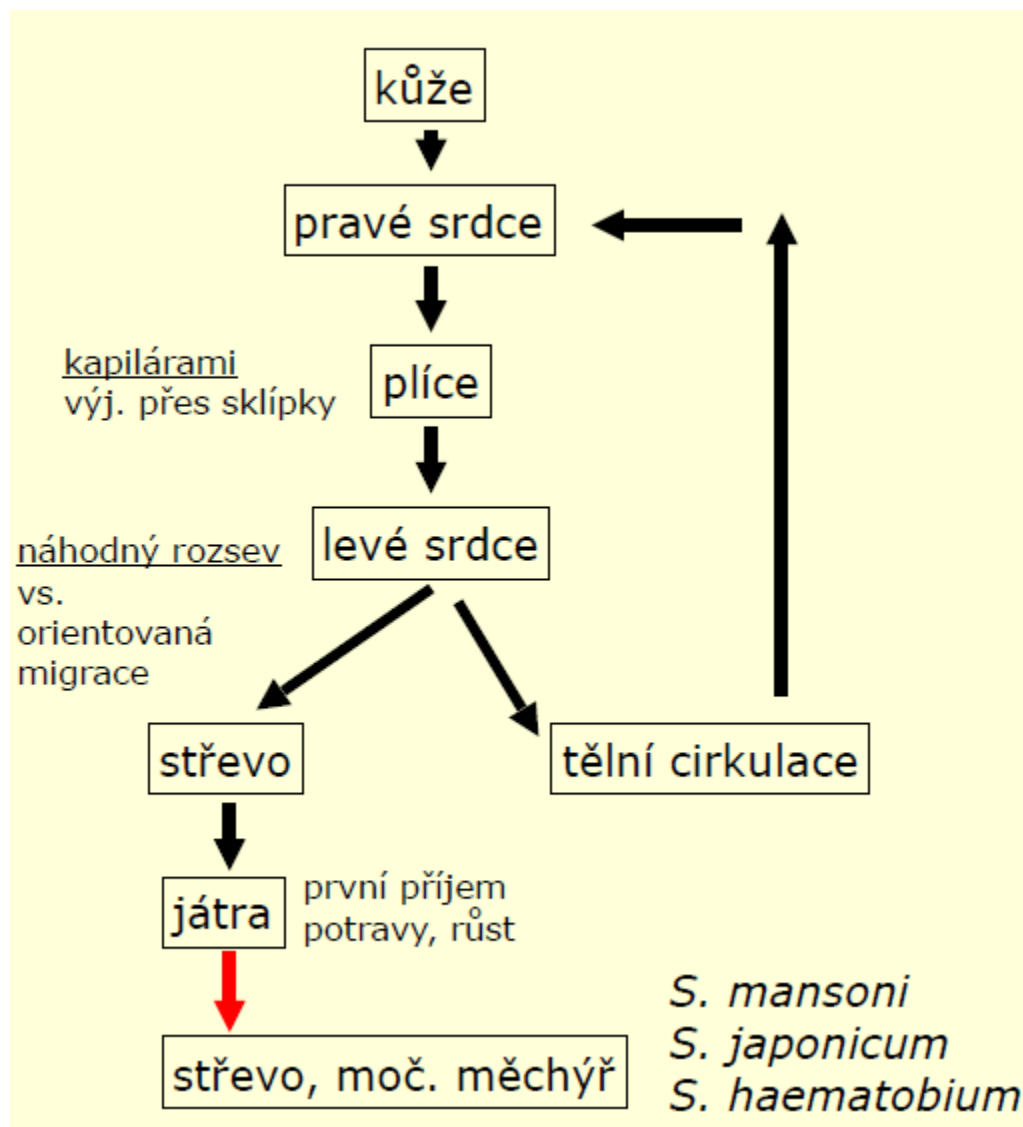 kůže
pravé srdce
kapilárami
výj. přes sklípky
plíce
levé srdce
náhodný rozsev
vs.
orientovaná
migrace
střevo
tělní cirkulace
játra
první příjem
potravy, růst
střevo, moč. měchýř
S. mansoni
S. japonicum
S. haematobium